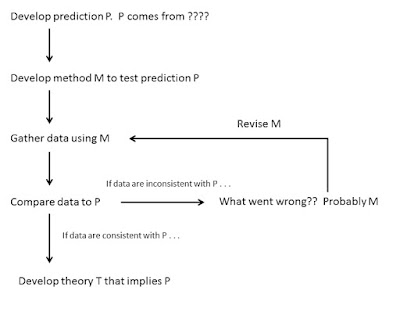 Develop prediction P. P comes from ????
Develop method M to test prediction P
Revise M
Gather data using M
If data are inconsistent with P . . .
Compare data to P
What went wrong?? Probably M
If data are consistent with P . . .
Develop theory T that implies P